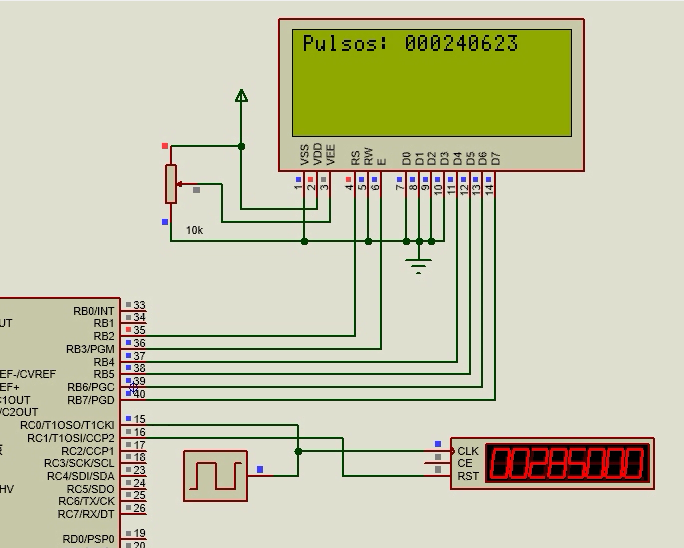 Pulsos: 000240623
VSS
VDD
VEE
RS
RW
E
D0
D1
D2
D3
D4
D5
D6
D7
1
2
3
4
5
6
7
8
9
10
11
12
13
14
10k
RB0/INT 33
UT RB1 34
RB2 35
RB3/PGM 36
RB4 37
EF-/CVREF RB5 38
EF+ RB6/PGC 39
C1OUT RB7/PGD 40
/C2OUT
RC0/T1OSO/T1CKI 15
RC1/T1OSI/CCP2 16
RC2/CCP1 17
RC3/SCK/SCL 18
RC4/SDI/SDA 23
HV RC5/SDO 24
RC6/TX/CK 25
RC7/RX/DT 26
RD0/PSP0 19
20
CLK
CE
RST
00285000